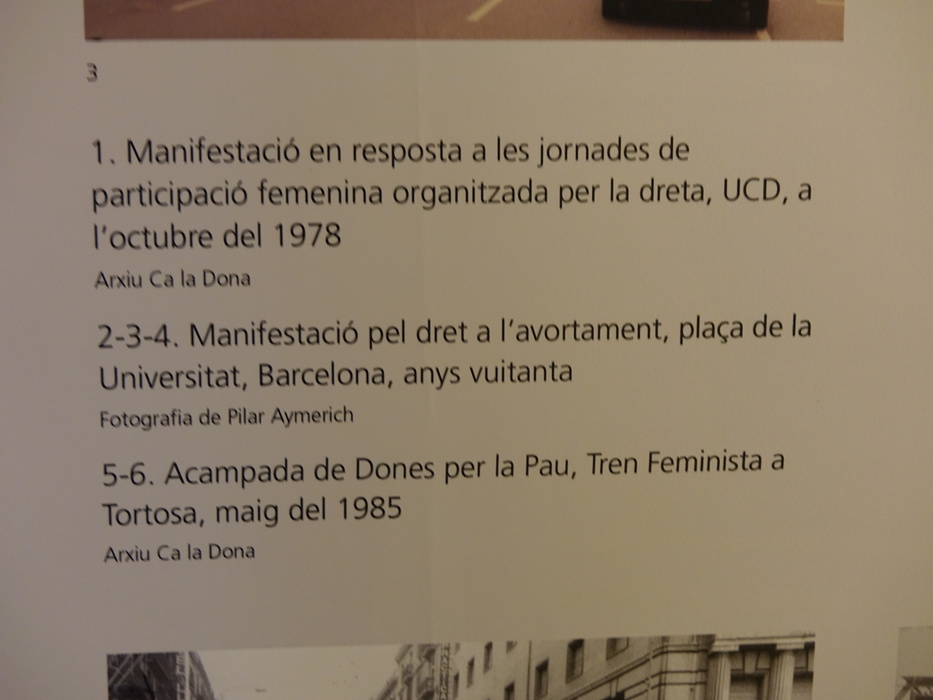 3
1. Manifestació en resposta a les jornades de
participació femenina organitzada per la dreta, UCD, a
l'octubre del 1978
Arxiu Ca la Dona
2-3-4. Manifestació pel dret a l'avortament, plaça de la
Universitat, Barcelona, anys vuitanta
Fotografia de Pilar Aymerich
5-6. Acampada de Dones per la Pau, Tren Feminista a
Tortosa, maig del 1985
Arxiu Ca la Dona